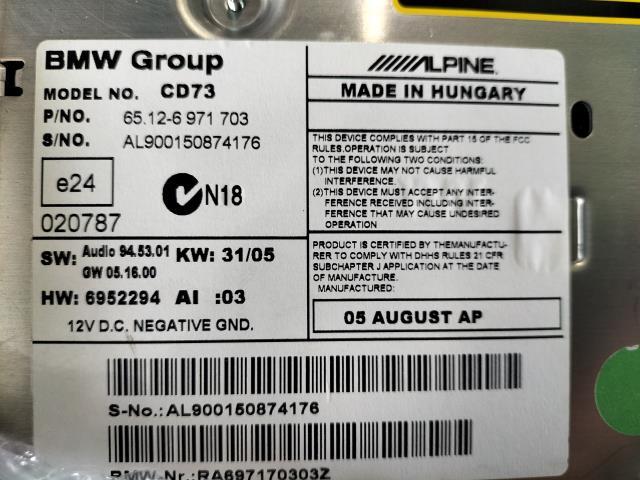 BMW Group
MODEL NO. CD73
P/NO. 65.12-6 971 703
S/NO. AL900150874176
e24
N18
020787
ALPINE
MADE IN HUNGARY
THIS DEVICE COMPLIES WITH PART 15 OF THE FCC
RULES.OPERATION IS SUBJECT
TO THE FOLLOWING TWO CONDITIONS:
(1)THIS DEVICE MAY NOT CAUSE HARMFUL
INTERFERENCE.
(2)THIS DEVICE MUST ACCEPT ANY INTER-
FERENCE RECEIVED INCLUDING INTER-
FERENCE THAT MAY CAUSE UNDESIRED
OPERATION
SW: Audio 94.53.01 KW: 31/05
GW 05.16.00
HW: 6952294 AI :03
12V D.C. NEGATIVE GND.
PRODUCT IS CERTIFIED BY THEMANUFACTU-
RER TO COMPLY WITH DHHS RULES 21 CFR
SUBCHAPTER J APPLICATION AT THE DATE
OF MANUFACTURE.
MANUFACTURED:
05 AUGUST AP
S-No.:AL900150874176
BMW-Nr.:RA697170303Z